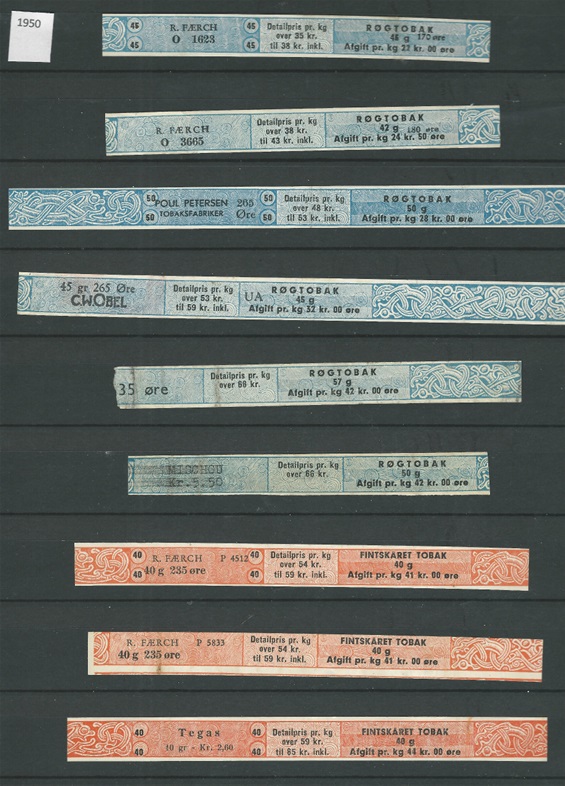 1950
45 45
R. FÆRCH
O 1623
45 45
Detailpris pr. kg
over 35 kr.
til 38 kr. inkl.
RØGTOBAK
45 g 170 øre
Afgift pr. kg 22 kr. 00 øre
R. FÆRCH
O 3665
Detailpris pr. kg
over 38 kr.
til 43 kr. inkl.
RØGTOBAK
42 g 180 øre
Afgift pr. kg 24 kr. 50 øre
50 POUL PETERSEN 265 50
50 TOBAKSFABRIKER Øre 50
Detailpris pr. kg
over 48 kr.
til 53 kr. inkl.
RØGTOBAK
50 g
Afgift pr. kg 28 kr. 00 øre
45 gr 265 Øre
C.W.OBEL
Detailpris pr. kg
over 53 kr.
til 59 kr. inkl.
UA
RØGTOBAK
45 g
Afgift pr. kg 32 kr. 00 øre
35 øre
Detailpris pr. kg
over 66 kr.
RØGTOBAK
57 g
Afgift pr. kg 42 kr. 00 øre
Kr.5.50
Detailpris pr. kg
over 66 kr.
RØGTOBAK
50 g
Afgift pr. kg 42 kr. 00 øre
40 R. FÆRCH P 4512 40
40 40 g 235 øre 40
Detailpris pr. kg
over 54 kr.
til 59 kr. inkl.
FINTSKÅRET TOBAK
40 g
Afgift pr. kg 41 kr. 00 øre
R. FÆRCH P 5833
40 g 235 øre
Detailpris pr. kg
over 54 kr.
til 59 kr. inkl.
FINTSKÅRET TOBAK
40 g
Afgift pr. kg 41 kr. 00 øre
40 Tegas 40
40 10 gr - Kr. 2,60 40
Detailpris pr. kg
over 59 kr.
til 65 kr. inkl.
FINTSKÅRET TOBAK
40 g
Afgift pr. kg 44 kr. 00 øre